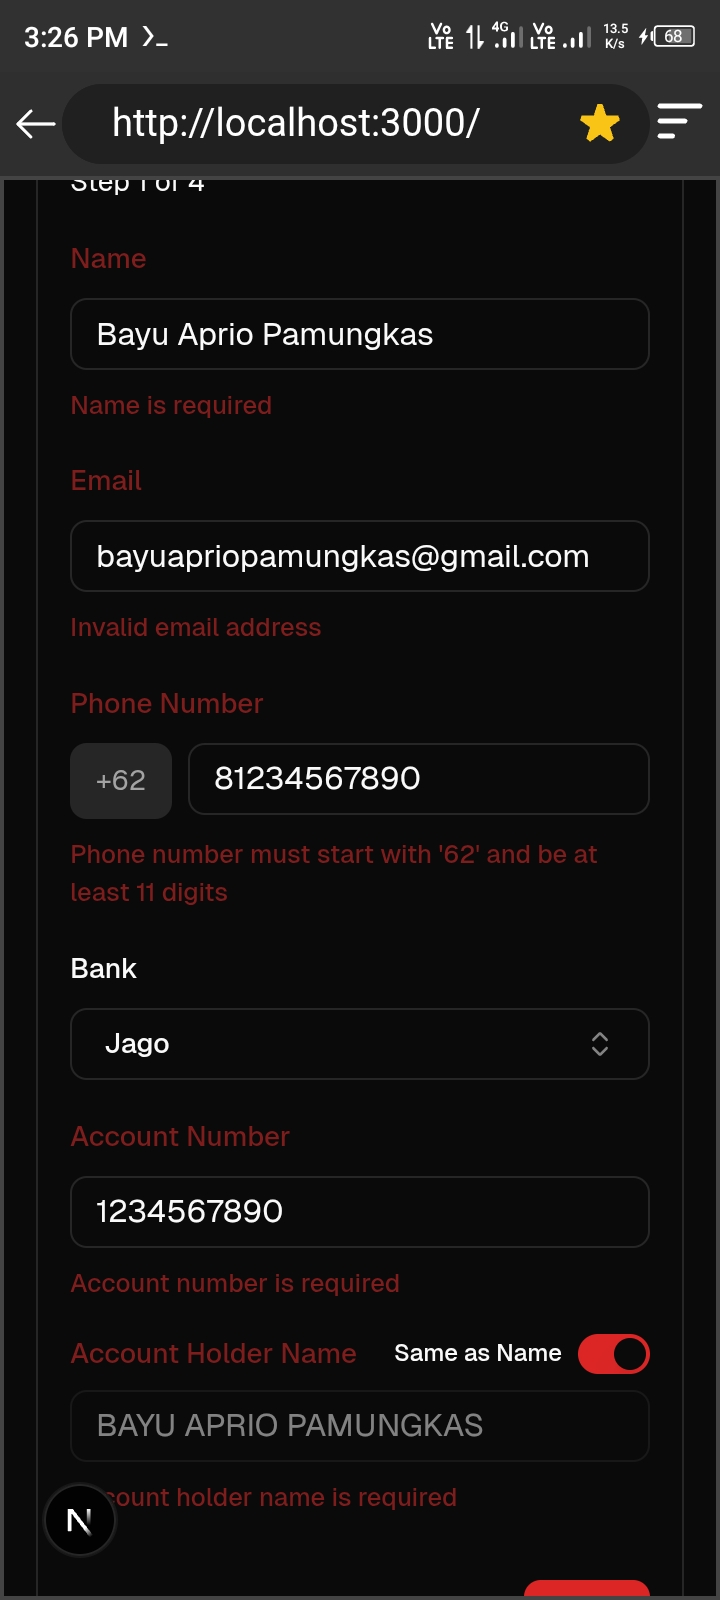 3:26 PM
Vo LTE 4G Vo LTE 13.5 K/s 68
http://localhost:3000/
Step 1 of 4
Name
Bayu Aprio Pamungkas
Name is required
Email
bayuapriopamungkas@gmail.com
Invalid email address
Phone Number
+62 81234567890
Phone number must start with '62' and be at
least 11 digits
Bank
Jago
Account Number
1234567890
Account number is required
Account Holder Name Same as Name
BAYU APRIO PAMUNGKAS
count holder name is required
N